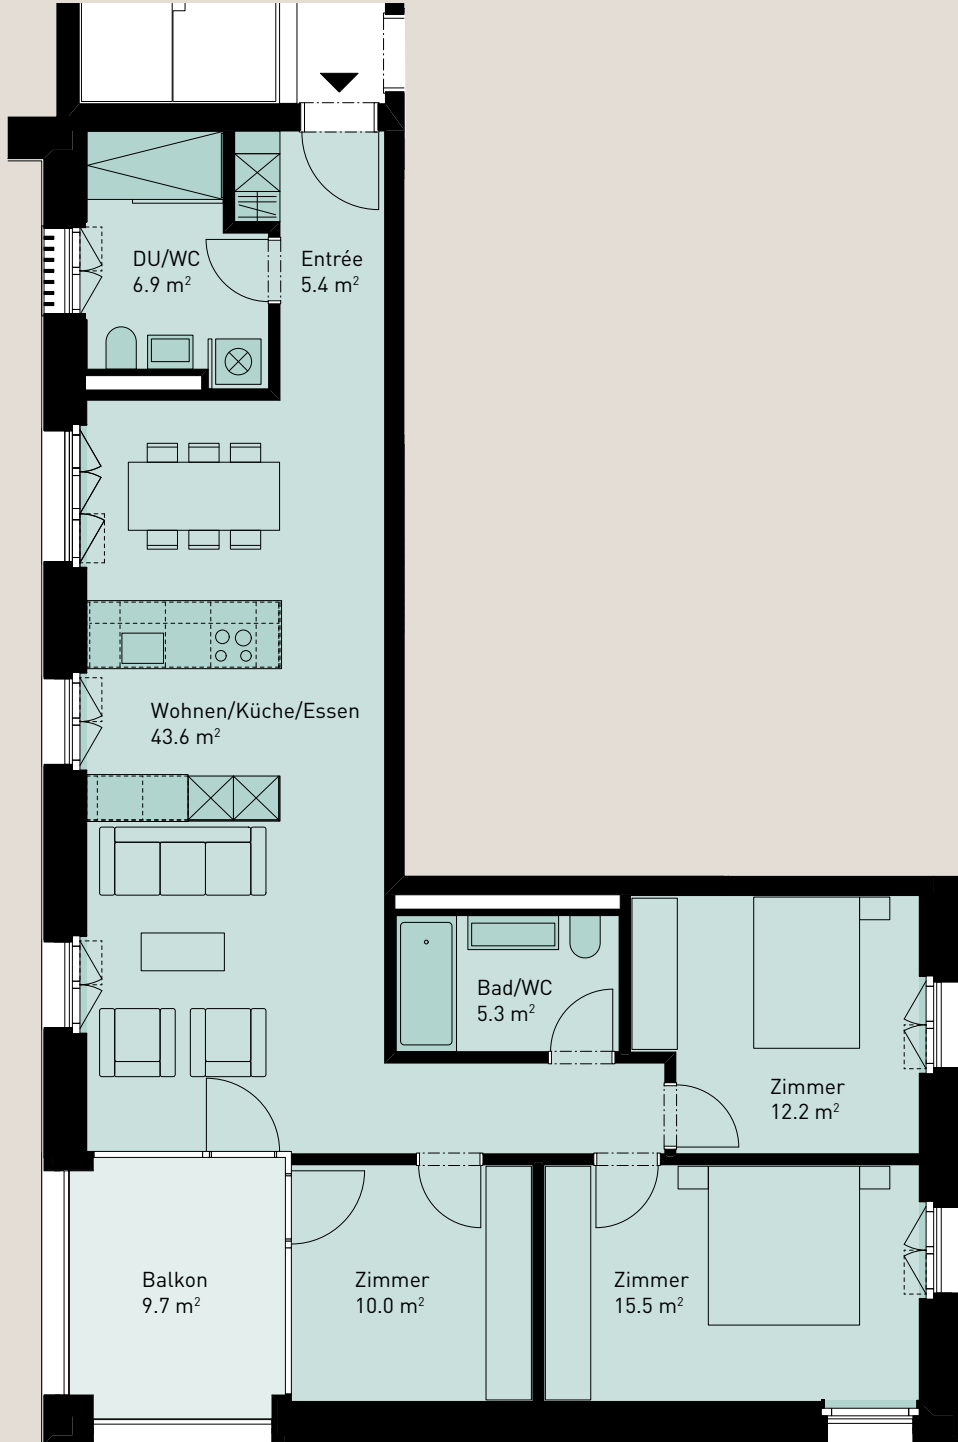 DU/WC
6.9 m²
Entrée
5.4 m²
Wohnen/Küche/Essen
43.6 m²
Bad/WC
5.3 m²
Zimmer
12.2 m²
Balkon
9.7 m²
Zimmer
10.0 m²
Zimmer
15.5 m²